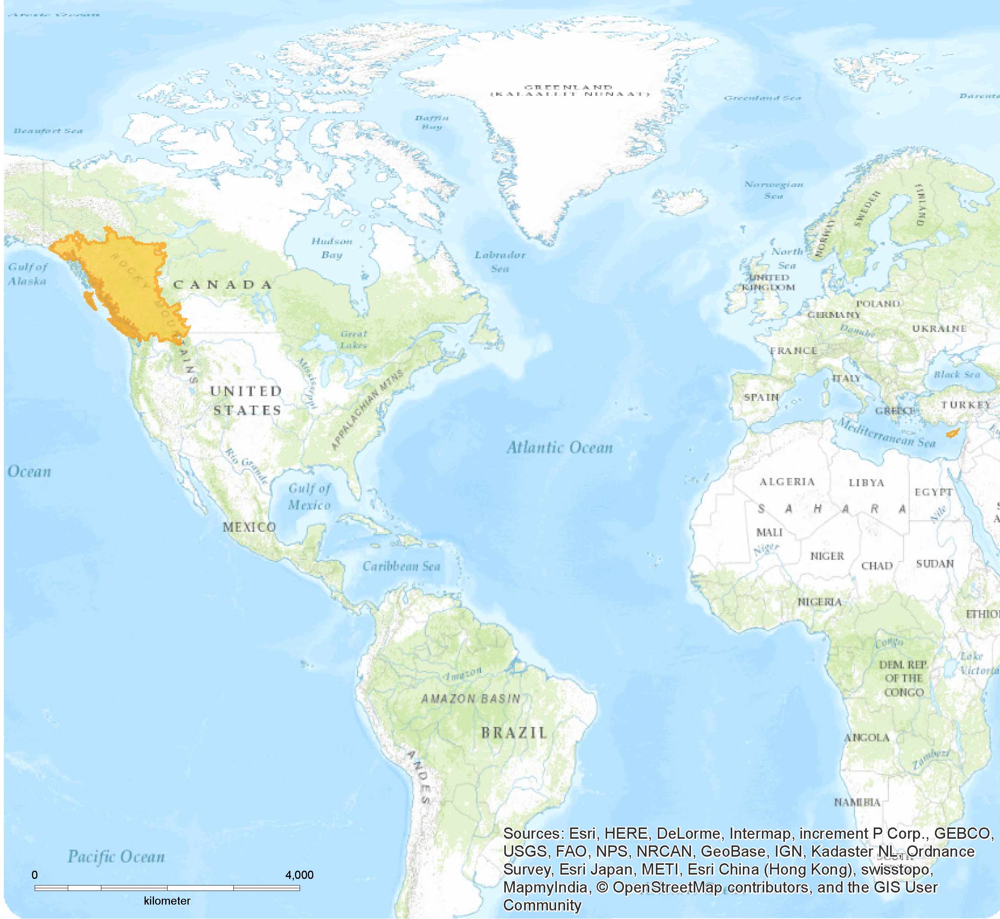 Arctic Ocean
GREENLAND
(KALAALLIT NUNAAT)
Greenland Sea
Barents
Baffin
Bay
Beaufort Sea
Norwegian
Sea
SWEDEN
FINLAND
NORWAY
Hudson
Bay
Labrador
Sea
North
Sea
Gulf of
Alaska
ROCKY MOUNTAINS
CANADA
UNITED
KINGDOM
POLAND
GERMANY
Danube
UKRAINE
Great
Lakes
FRANCE
Mississippi
ITALY
Black Sea
UNITED
STATES
APPALACHIAN MTNS
SPAIN
GREECE
TURKEY
Mediterranean Sea
Atlantic Ocean
Rio Grande
Ocean
Gulf of
Mexico
ALGERIA
LIBYA
EGYPT
SAHARA
Nile
S
A
MEXICO
MALI
Niger
NIGER
CHAD
SUDAN
Caribbean Sea
NIGERIA
ETHIO
Congo
Lake
Victoria
DEM. REP.
OF THE
CONGO
Amazon
AMAZON BASIN
BRAZIL
ANGOLA
Zambezi
ANDES
NAMIBIA
Pacific Ocean
0 4,000
kilometer
Sources: Esri, HERE, DeLorme, Intermap, increment P Corp., GEBCO,
USGS, FAO, NPS, NRCAN, GeoBase, IGN, Kadaster NL, Ordnance
Survey, Esri Japan, METI, Esri China (Hong Kong), swisstopo,
MapmyIndia, © OpenStreetMap contributors, and the GIS User
Community